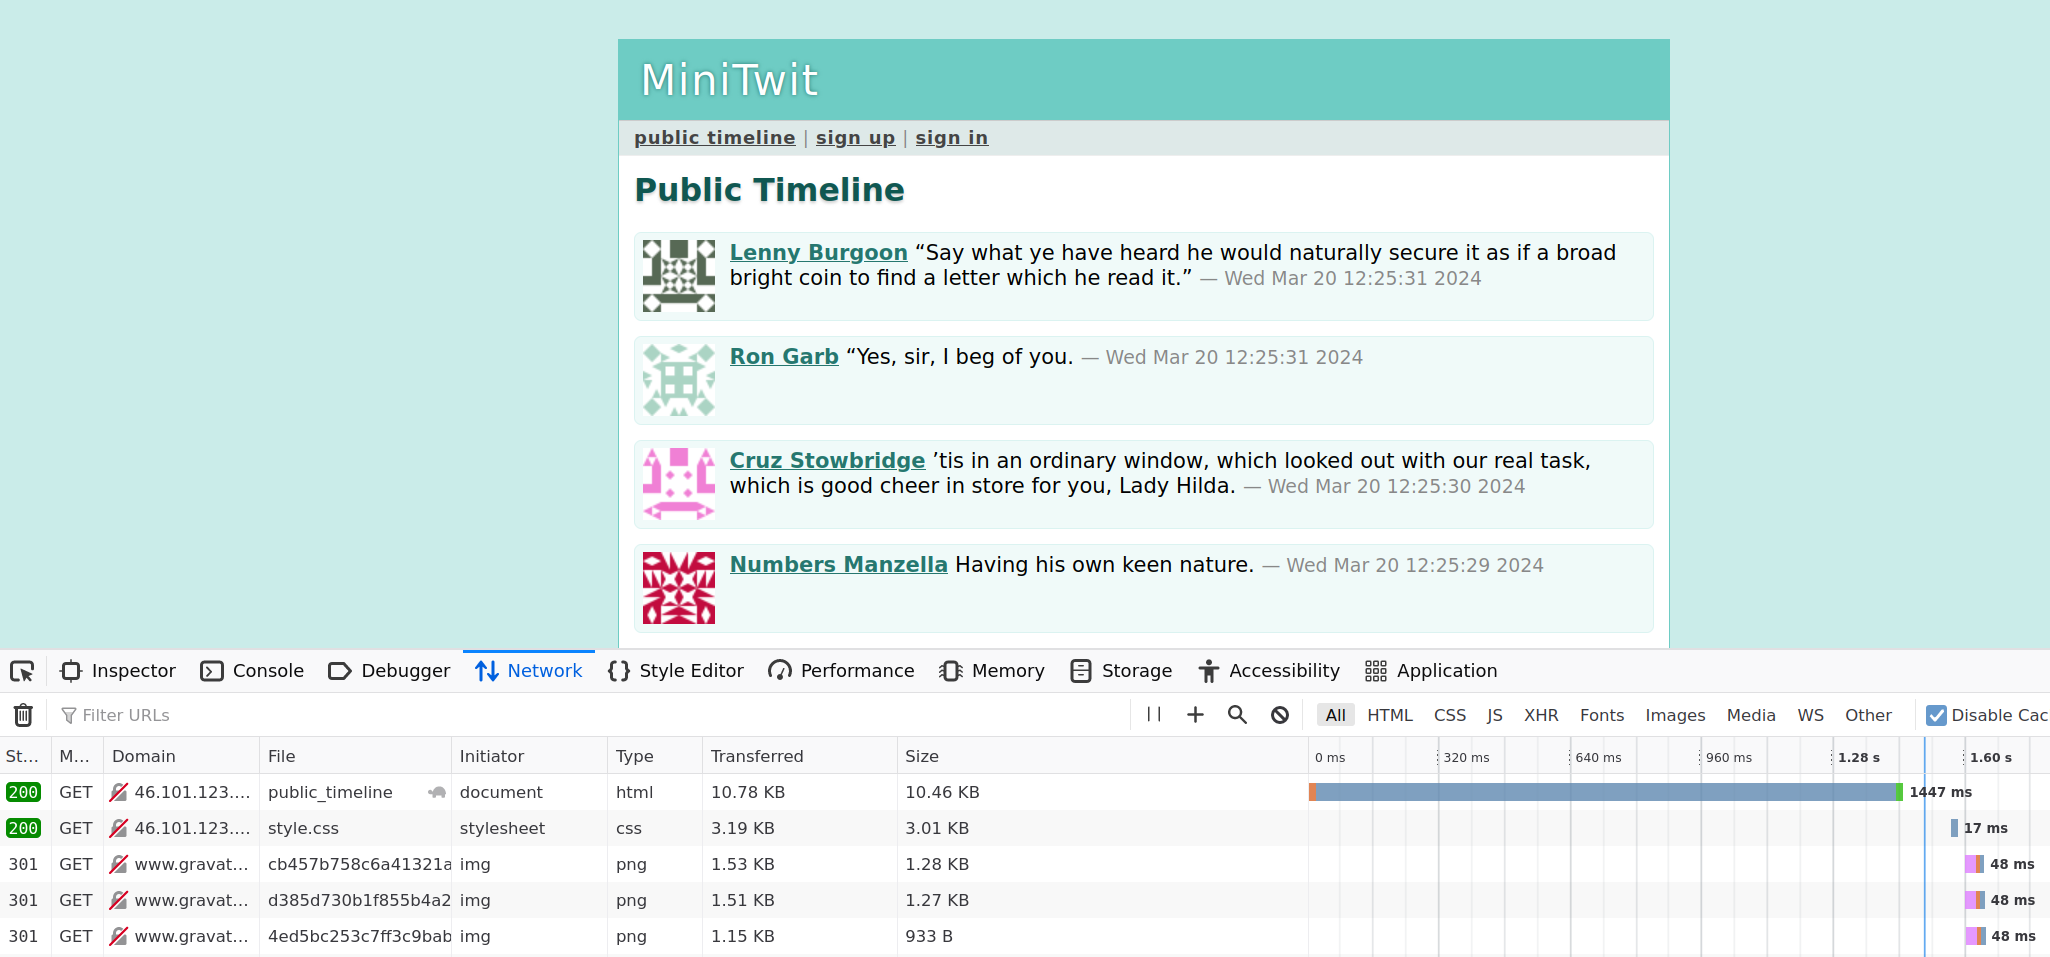 MiniTwit
public timeline | sign up | sign in
Public Timeline
Lenny Burgoon “Say what ye have heard he would naturally secure it as if a broad
bright coin to find a letter which he read it.” — Wed Mar 20 12:25:31 2024
Ron Garb “Yes, sir, I beg of you. — Wed Mar 20 12:25:31 2024
Cruz Stowbridge ’tis in an ordinary window, which looked out with our real task,
which is good cheer in store for you, Lady Hilda. — Wed Mar 20 12:25:30 2024
Numbers Manzella Having his own keen nature. — Wed Mar 20 12:25:29 2024
Inspector Console Debugger Network Style Editor Performance Memory Storage Accessibility Application
Filter URLs All HTML CSS JS XHR Fonts Images Media WS Other Disable Cac
St... M... Domain File Initiator Type Transferred Size 0 ms 320 ms 640 ms 960 ms 1.28 s 1.60 s
200 GET 46.101.123.... public_timeline document html 10.78 KB 10.46 KB 1447 ms
200 GET 46.101.123.... style.css stylesheet css 3.19 KB 3.01 KB 17 ms
301 GET www.gravat... cb457b758c6a41321a img png 1.53 KB 1.28 KB 48 ms
301 GET www.gravat... d385d730b1f855b4a2 img png 1.51 KB 1.27 KB 48 ms
301 GET www.gravat... 4ed5bc253c7ff3c9bab img png 1.15 KB 933 B 48 ms